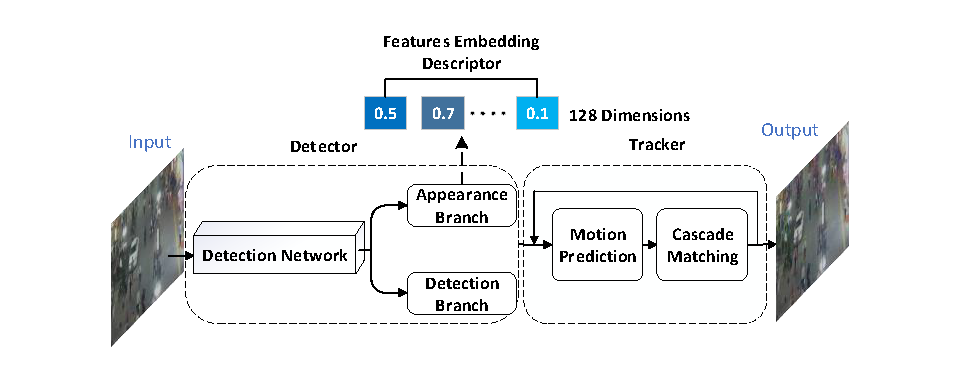 Features Embedding
Descriptor
0.5
0.7
....
0.1
128 Dimensions
Input
Detector
Tracker
Output
Appearance
Branch
Detection Network
Motion
Prediction
Cascade
Matching
Detection
Branch